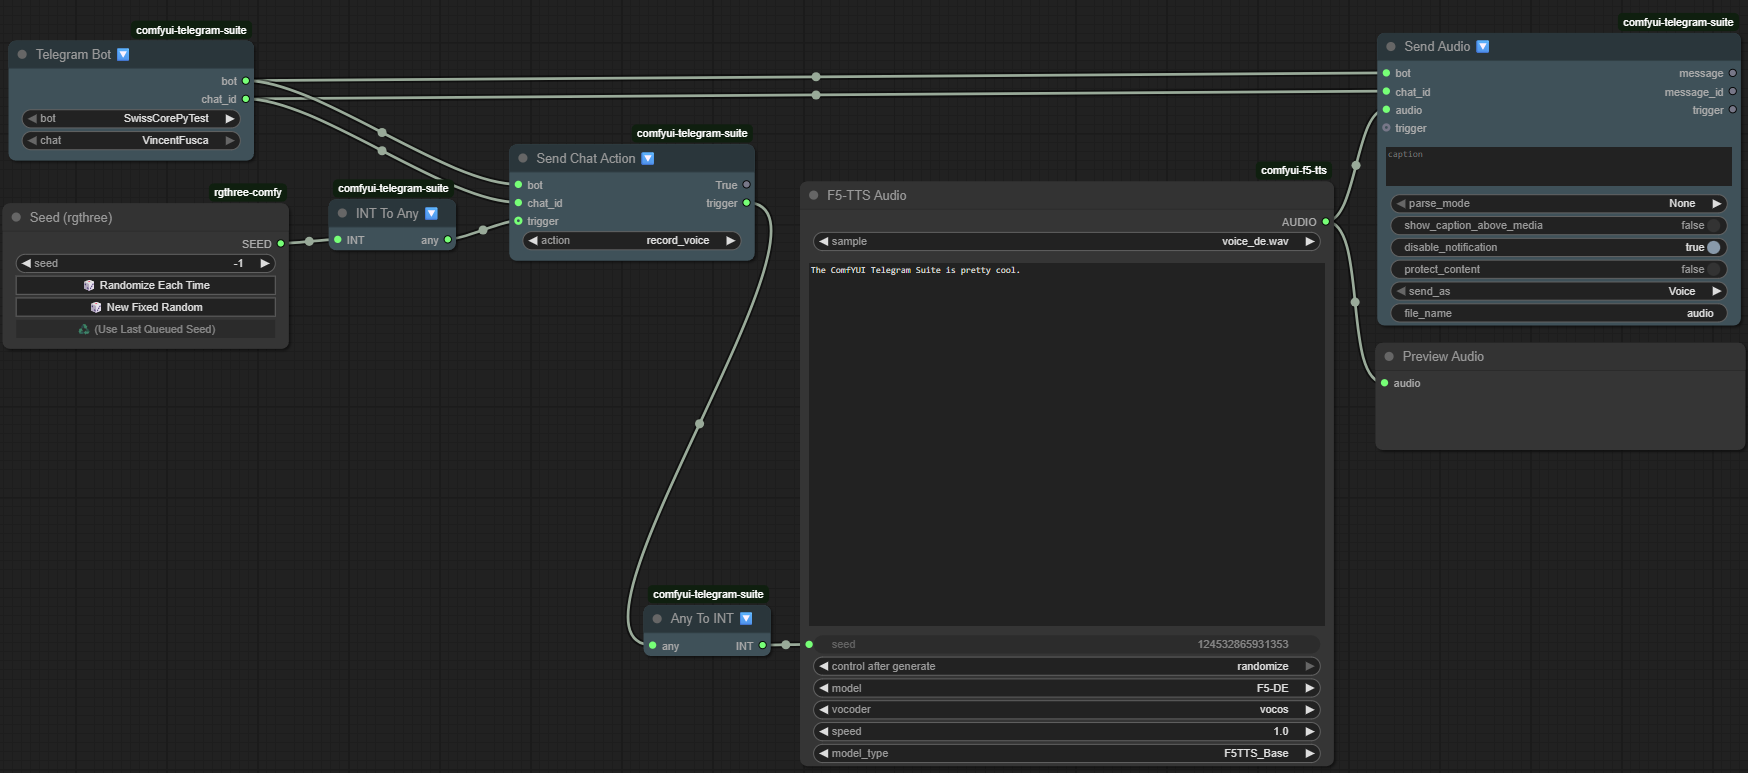 comfyui-telegram-suite
Telegram Bot
bot
chat_id
bot SwissCorePyTest
chat VincentFusca
rgthree-comfy
Seed (rgthree)
SEED
seed -1
Randomize Each Time
New Fixed Random
(Use Last Queued Seed)
comfyui-telegram-suite
INT To Any
INT any
comfyui-telegram-suite
Send Chat Action
bot True
chat_id trigger
trigger
action record_voice
comfyui-telegram-suite
Any To INT
any INT
comfyui-f5-tts
F5-TTS Audio
AUDIO
sample voice_de.wav
The ComfYUI Telegram Suite is pretty cool.
seed 124532865931353
control after generate randomize
model F5-DE
vocoder vocos
speed 1.0
model_type F5TTS_Base
comfyui-telegram-suite
Send Audio
bot message
chat_id message_id
audio trigger
trigger
caption
parse_mode None
show_caption_above_media false
disable_notification true
protect_content false
send_as Voice
file_name audio
Preview Audio
audio